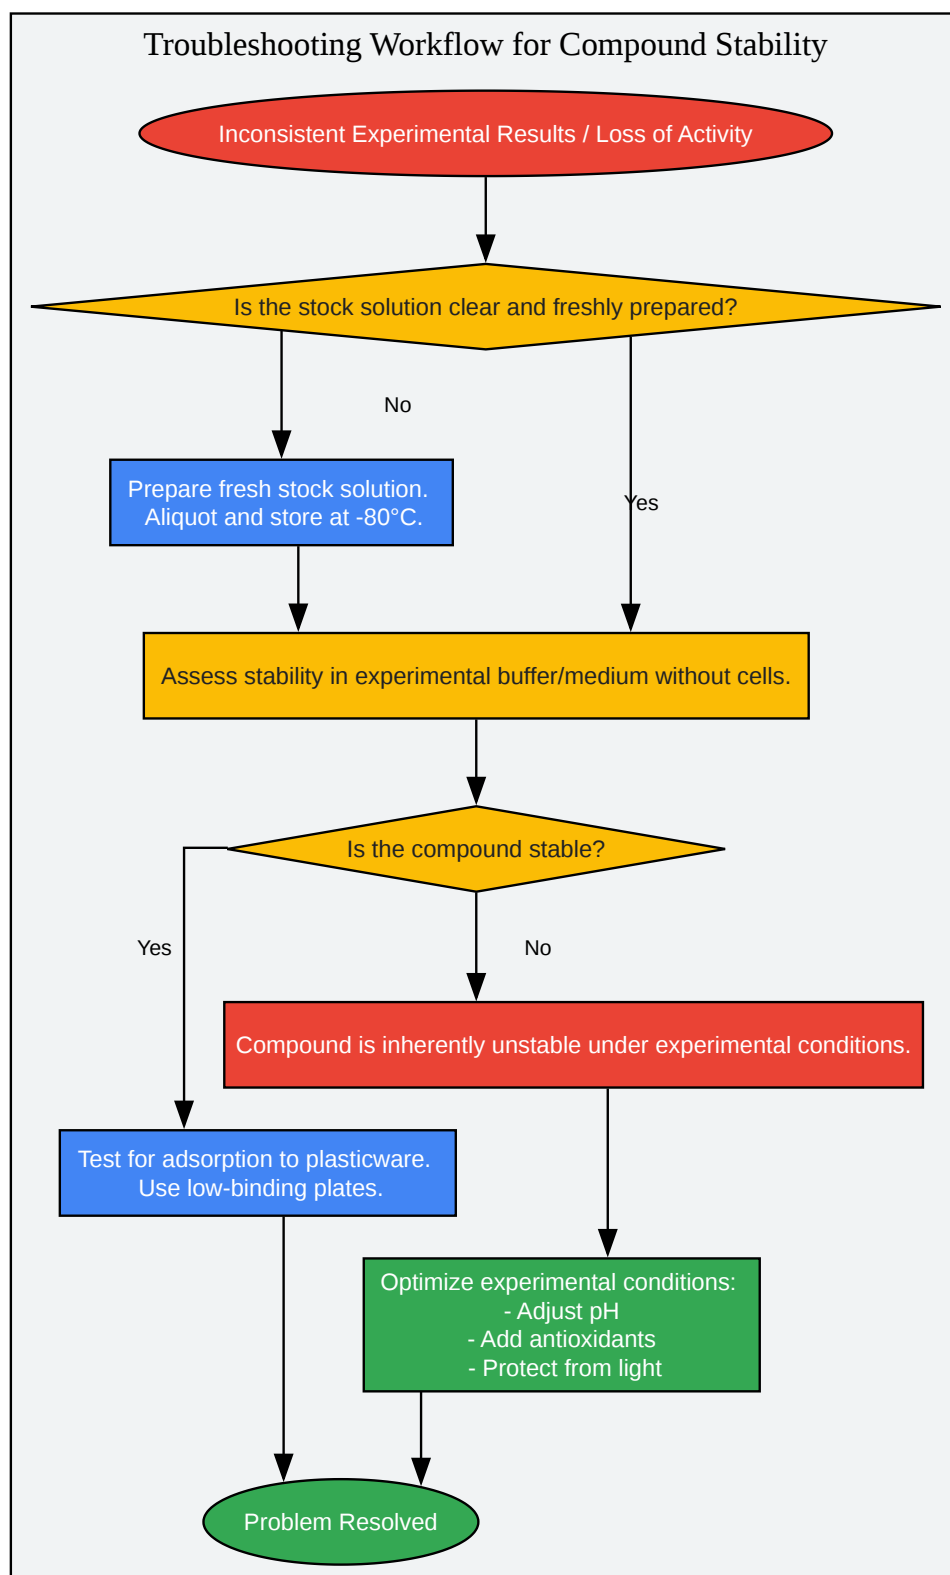 Troubleshooting Workflow for Compound Stability
Inconsistent Experimental Results / Loss of Activity
Is the stock solution clear and freshly prepared?
No
Prepare fresh stock solution.
Aliquot and store at -80°C.
Yes
Assess stability in experimental buffer/medium without cells.
Is the compound stable?
Yes
No
Compound is inherently unstable under experimental conditions.
Test for adsorption to plasticware.
Use low-binding plates.
Optimize experimental conditions:
- Adjust pH
- Add antioxidants
- Protect from light
Problem Resolved